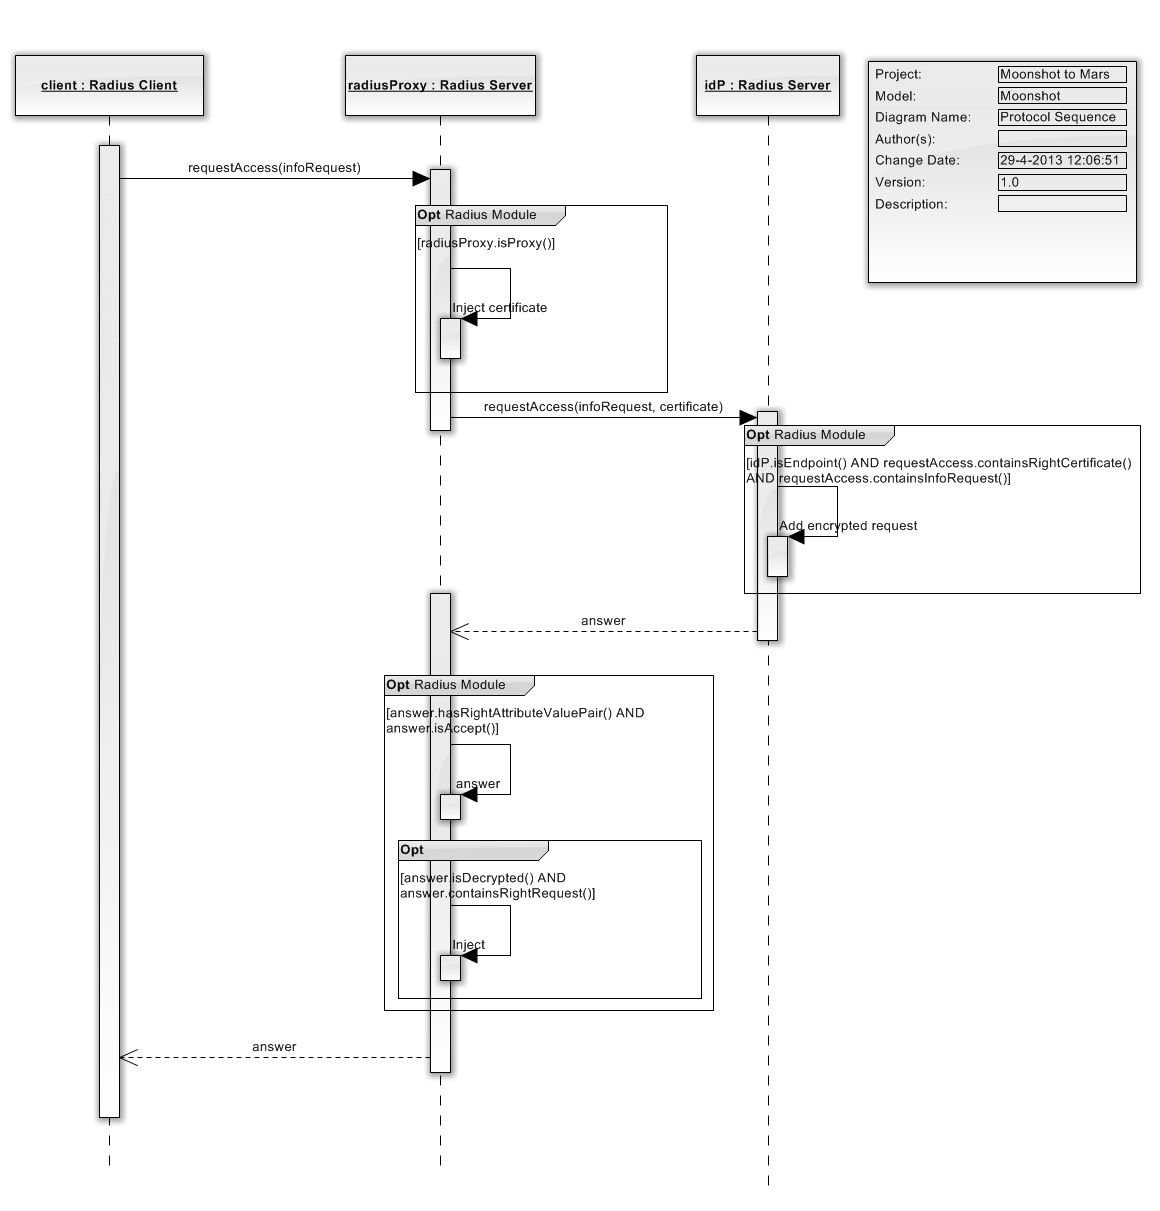 client : Radius Client
radiusProxy : Radius Server
idP : Radius Server
Project: Moonshot to Mars
Model: Moonshot
Diagram Name: Protocol Sequence
Author(s):
Change Date: 29-4-2013 12:06:51
Version: 1.0
Description:
requestAccess(infoRequest)
Opt Radius Module
[radiusProxy.isProxy()]
Inject certificate
requestAccess(infoRequest, certificate)
Opt Radius Module
[idP.isEndpoint() AND requestAccess.containsRightCertificate()
AND requestAccess.containsInfoRequest()]
Add encrypted request
answer
Opt Radius Module
[answer.hasRightAttributeValuePair() AND
answer.isAccept()]
answer
Opt
[answer.isDecrypted() AND
answer.containsRightRequest()]
Inject
answer